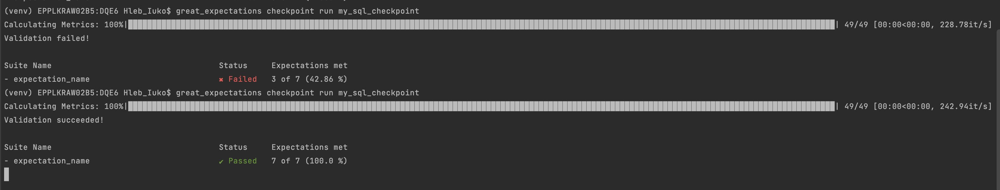 (venv) EPPLKRAW02B5:DQE6 Hleb_Iuko$ great_expectations checkpoint run my_sql_checkpoint
Calculating Metrics: 100%|██████████| 49/49 [00:00<00:00, 228.78it/s]
Validation failed!
Suite Name Status Expectations met
- expectation_name ✖ Failed 3 of 7 (42.86 %)
(venv) EPPLKRAW02B5:DQE6 Hleb_Iuko$ great_expectations checkpoint run my_sql_checkpoint
Calculating Metrics: 100%|██████████| 49/49 [00:00<00:00, 242.94it/s]
Validation succeeded!
Suite Name Status Expectations met
- expectation_name ✔ Passed 7 of 7 (100.0 %)